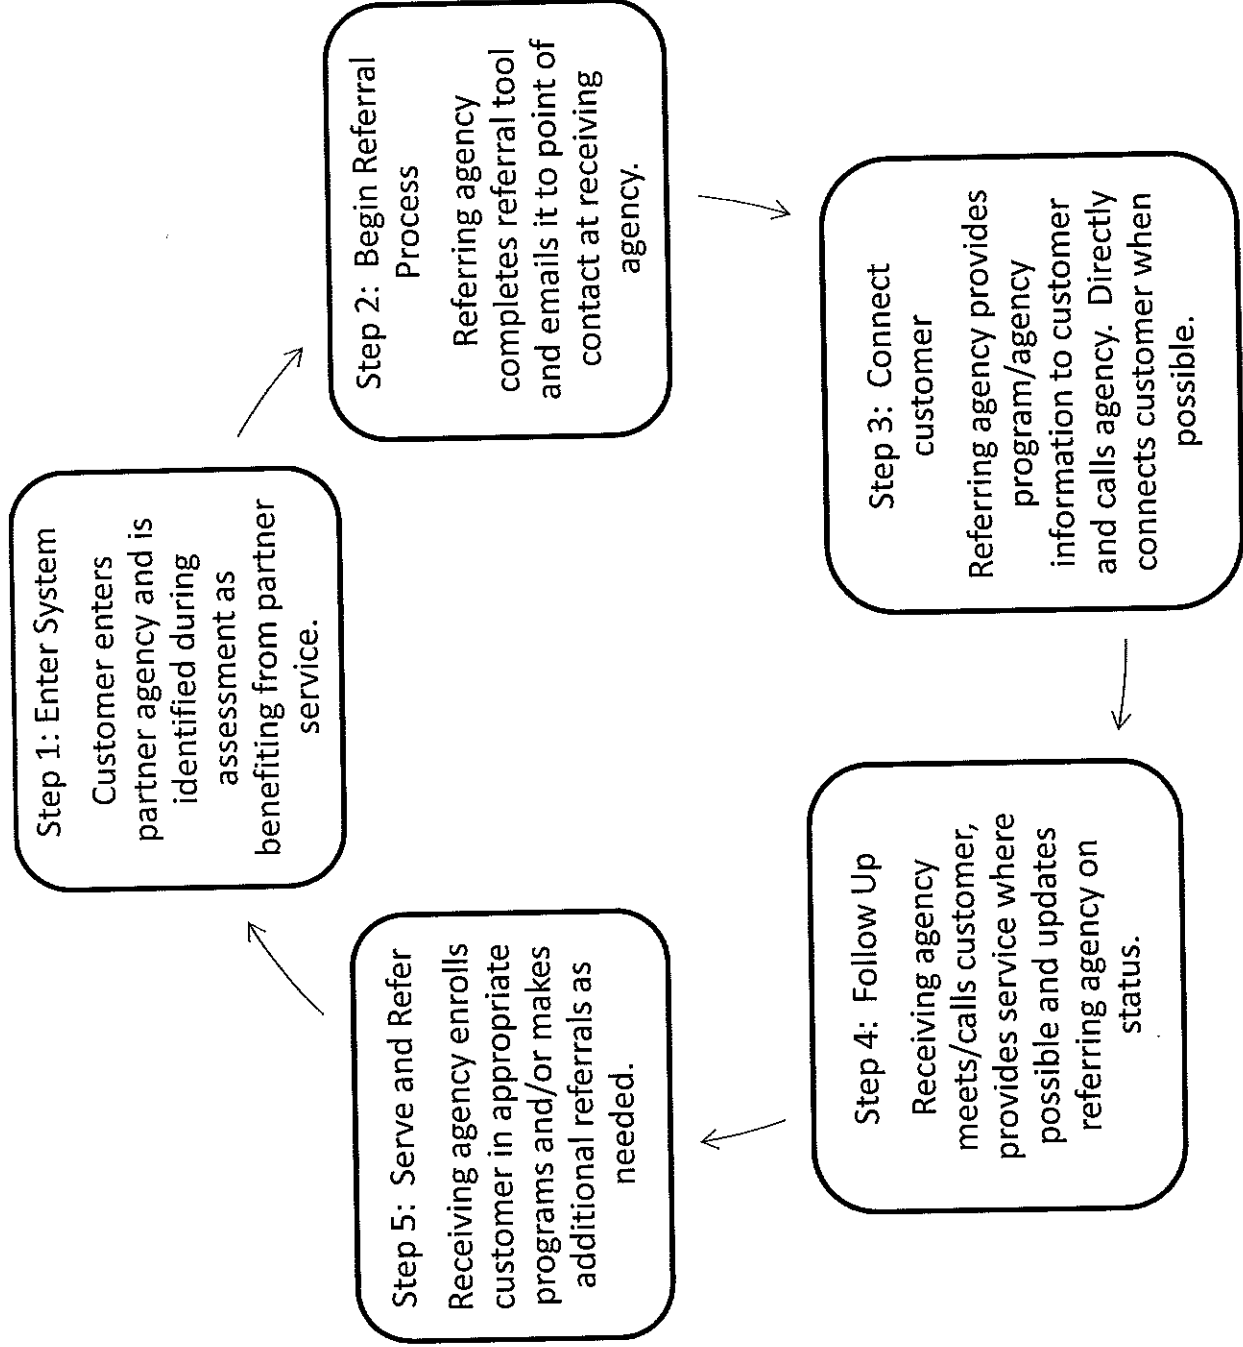 Step 1: Enter System
Customer enters
partner agency and is
identified during
assessment as
benefiting from partner
service.
Step 2:  Begin Referral
Process
Referring agency
completes referral tool
and emails it to point of
contact at receiving
agency.
Step 3:  Connect
customer
Referring agency provides
program/agency
information to customer
and calls agency.  Directly
connects customer when
possible.
Step 4:  Follow Up
Receiving agency
meets/calls customer,
provides service where
possible and updates
referring agency on
status.
Step 5:  Serve and Refer
Receiving agency enrolls
customer in appropriate
programs and/or makes
additional referrals as
needed.